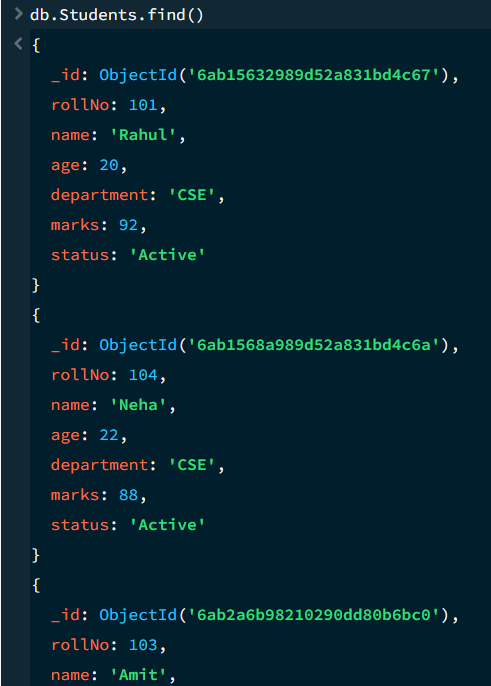 db.Students.find()
{
_id: ObjectId('6ab15632989d52a831bd4c67'),
rollNo: 101,
name: 'Rahul',
age: 20,
department: 'CSE',
marks: 92,
status: 'Active'
}
{
_id: ObjectId('6ab1568a989d52a831bd4c6a'),
rollNo: 104,
name: 'Neha',
age: 22,
department: 'CSE',
marks: 88,
status: 'Active'
}
{
_id: ObjectId('6ab2a6b98210290dd80b6bc0'),
rollNo: 103,
name: 'Amit',